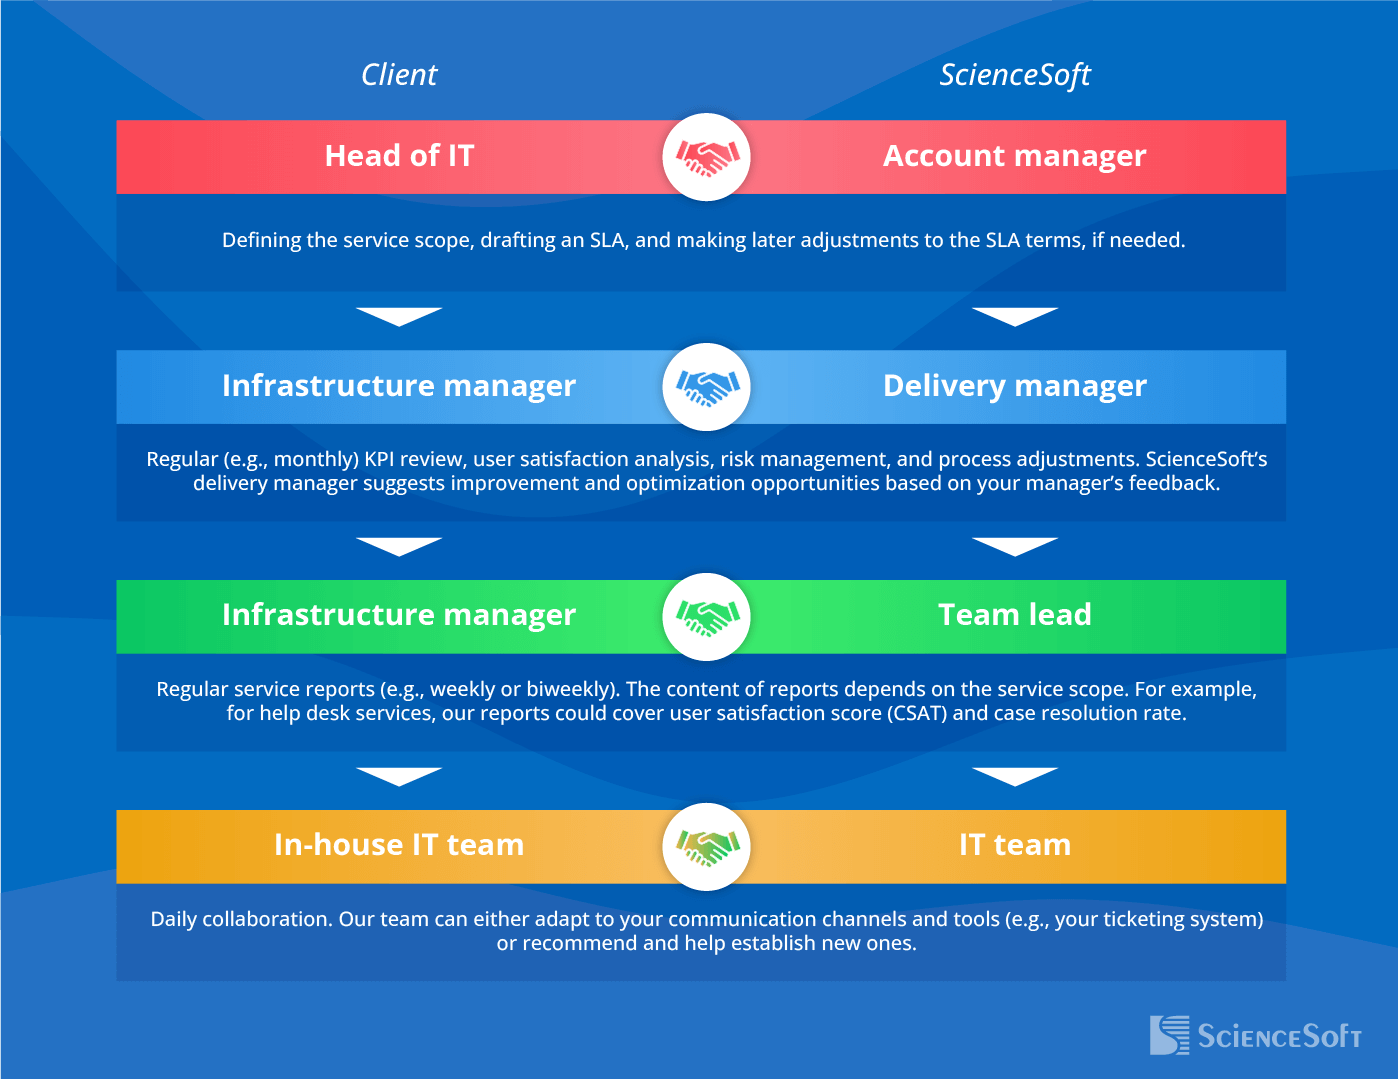 Client
ScienceSoft
Head of IT
Account manager
Defining the service scope, drafting an SLA, and making later adjustments to the SLA terms, if needed.
Infrastructure manager
Delivery manager
Regular (e.g., monthly) KPI review, user satisfaction analysis, risk management, and process adjustments. ScienceSoft’s
delivery manager suggests improvement and optimization opportunities based on your manager’s feedback.
Infrastructure manager
Team lead
Regular service reports (e.g., weekly or biweekly). The content of reports depends on the service scope. For example,
for help desk services, our reports could cover user satisfaction score (CSAT) and case resolution rate.
In-house IT team
IT team
Daily collaboration. Our team can either adapt to your communication channels and tools (e.g., your ticketing system)
or recommend and help establish new ones.
ScienceSoft